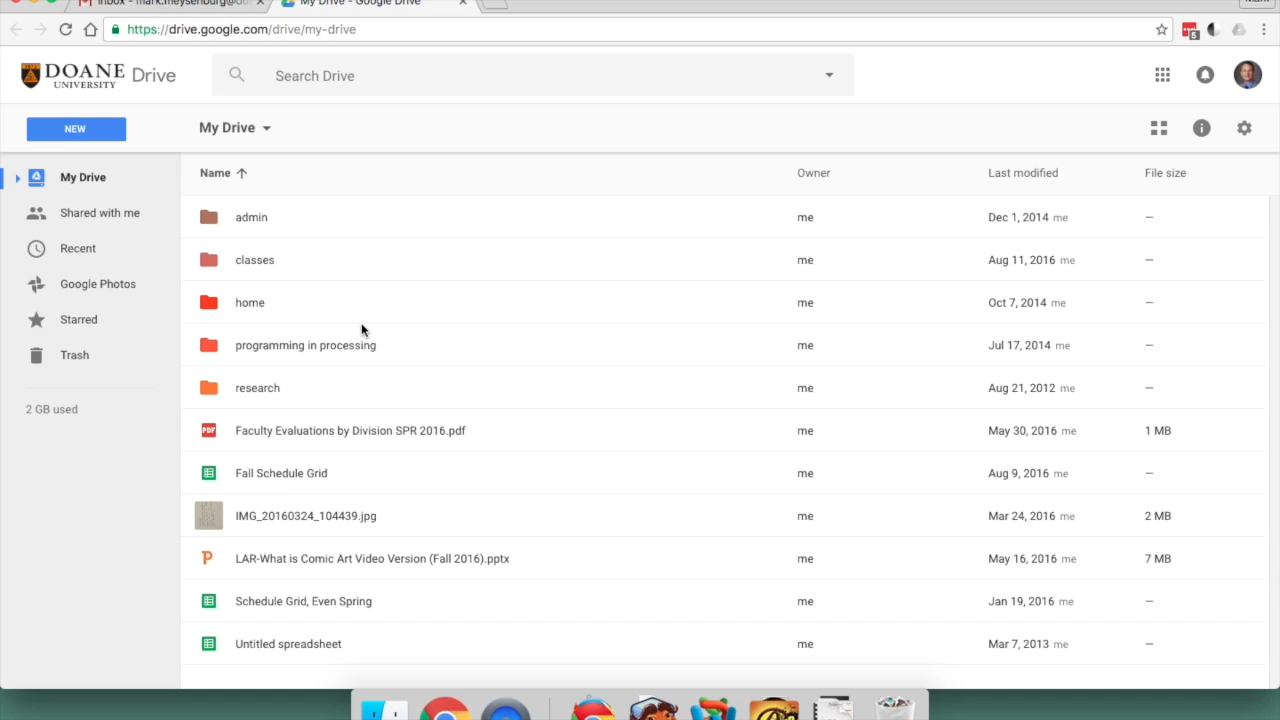 Inbox - mark.meysenburg@do
My Drive - Google Drive
Mark
https://drive.google.com/drive/my-drive
5
DOANE UNIVERSITY Drive
Search Drive
NEW
My Drive
My Drive
Shared with me
Recent
Google Photos
Starred
Trash
2 GB used
Name Owner Last modified File size
admin me Dec 1, 2014 me –
classes me Aug 11, 2016 me –
home me Oct 7, 2014 me –
programming in processing me Jul 17, 2014 me –
research me Aug 21, 2012 me –
PDF Faculty Evaluations by Division SPR 2016.pdf me May 30, 2016 me 1 MB
Fall Schedule Grid me Aug 9, 2016 me –
IMG_20160324_104439.jpg me Mar 24, 2016 me 2 MB
P LAR-What is Comic Art Video Version (Fall 2016).pptx me May 16, 2016 me 7 MB
Schedule Grid, Even Spring me Jan 19, 2016 me –
Untitled spreadsheet me Mar 7, 2013 me –